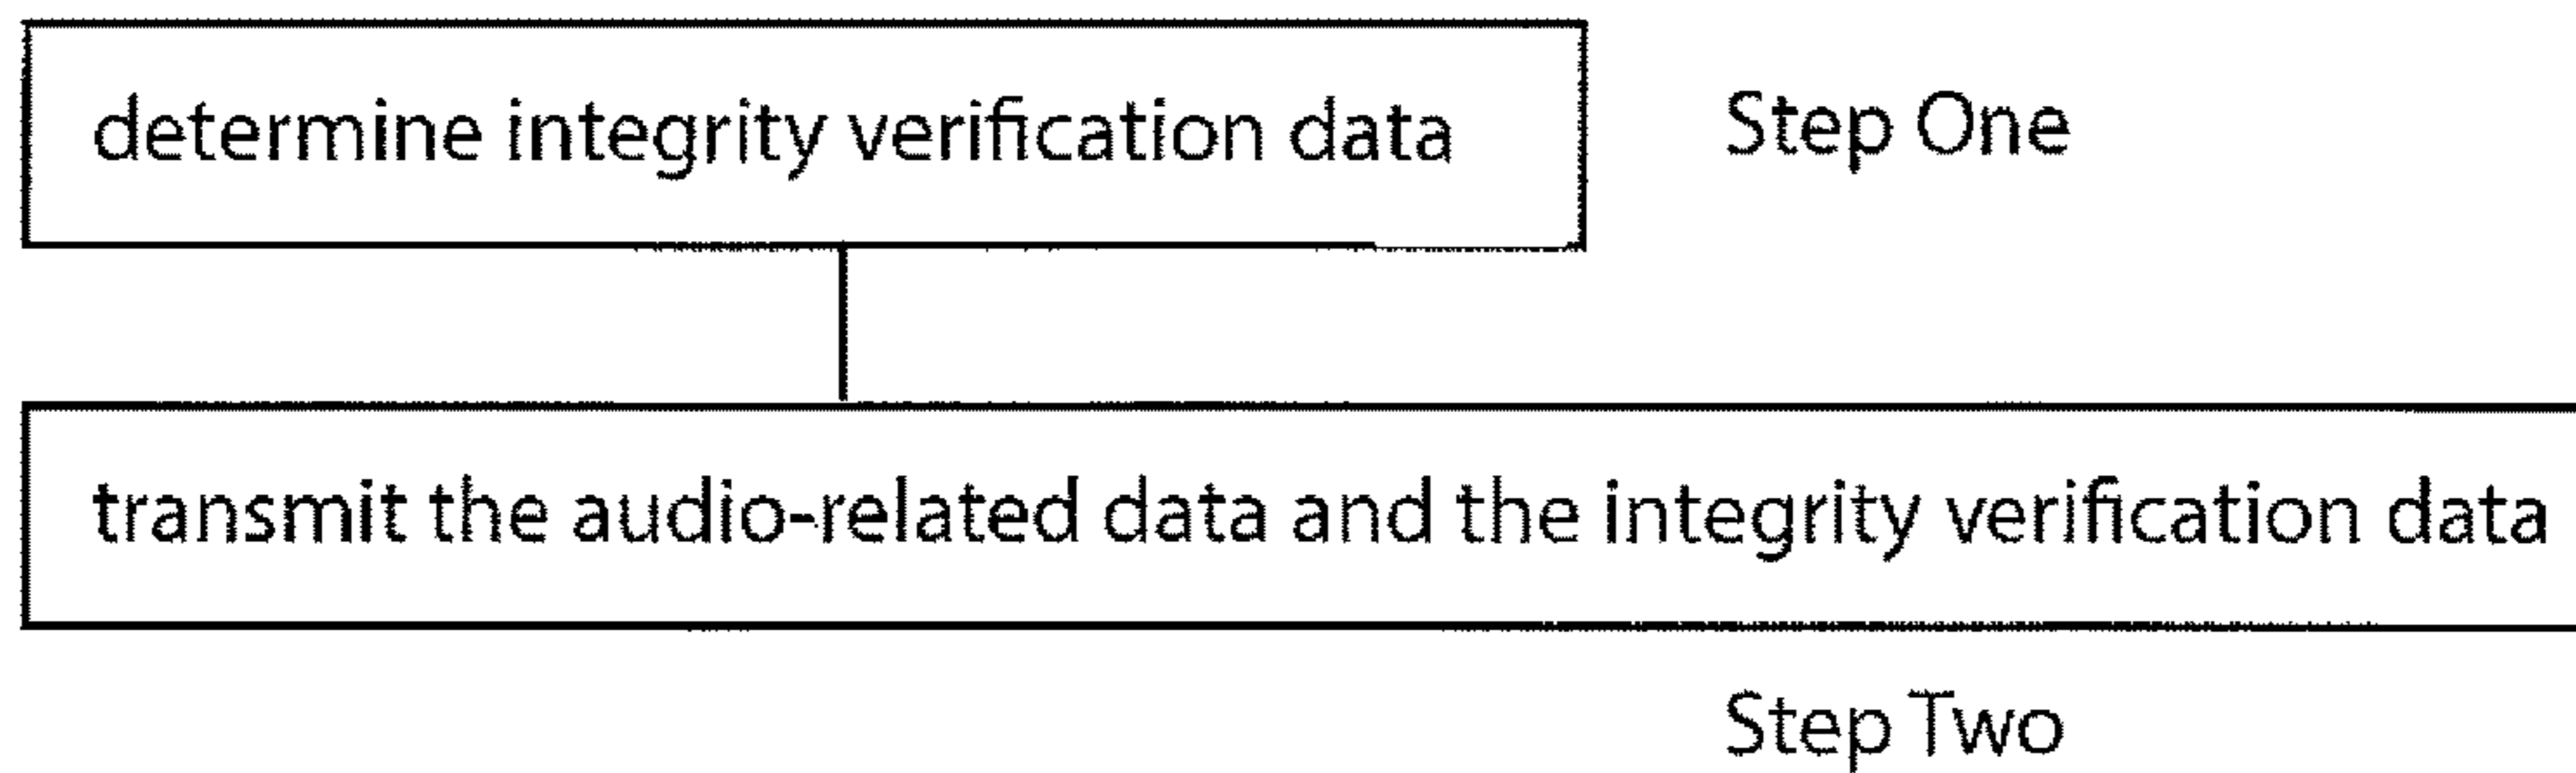 determine integrity verification data
Step One
transmit the audio-related data and the integrity verification data
Step Two